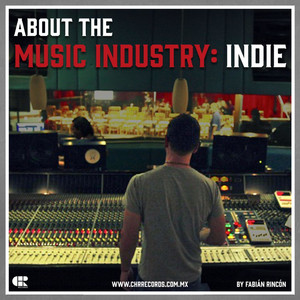 ABOUT THE
MUSIC INDUSTRY: INDIE
WWW.CHRRECORDS.COM.MX
BY FABIÁN RINCÓN